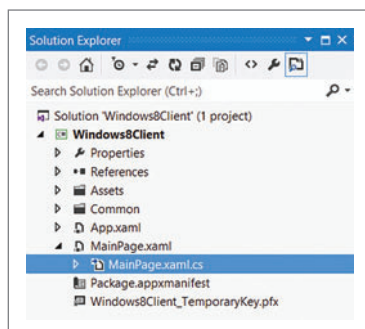 Solution Explorer
Search Solution Explorer (Ctrl+;)
Solution 'Windows8Client' (1 project)
Windows8Client
Properties
References
Assets
Common
App.xaml
MainPage.xaml
MainPage.xaml.cs
Package.appxmanifest
Windows8Client_TemporaryKey.pfx